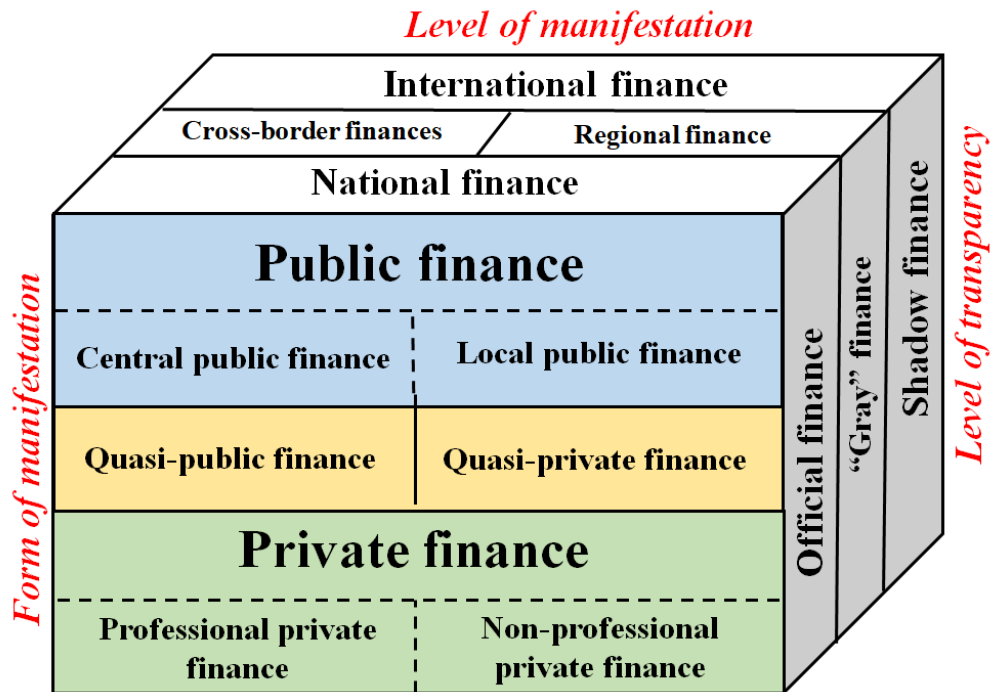 Level of manifestation
International finance
Cross-border finances
Regional finance
National finance
Public finance
Central public finance
Local public finance
Quasi-public finance
Quasi-private finance
Private finance
Professional private
finance
Non-professional
private finance
Form of manifestation
Official finance
“Gray” finance
Shadow finance
Level of transparency